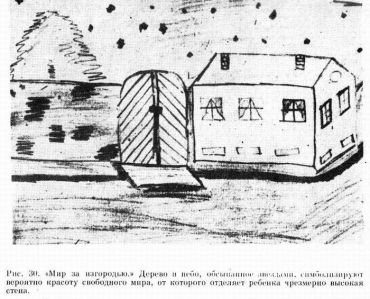 Рис. 30. «Мир за изгородью.» Дерево и небо, обсыпанное звездами, символизируют
вероятно красоту свободного мира, от которого отделяет ребенка чрезмерно высокая
стена.